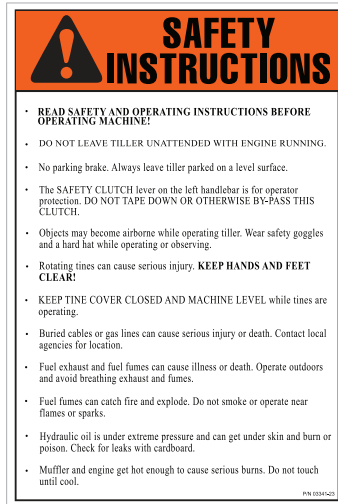 SAFETY
INSTRUCTIONS
• READ SAFETY AND OPERATING INSTRUCTIONS BEFORE
OPERATING MACHINE!
• DO NOT LEAVE TILLER UNATTENDED WITH ENGINE RUNNING.
• No parking brake. Always leave tiller parked on a level surface.
• The SAFETY CLUTCH lever on the left handlebar is for operator
protection. DO NOT TAPE DOWN OR OTHERWISE BY-PASS THIS
CLUTCH.
• Objects may become airborne while operating tiller. Wear safety goggles
and a hard hat while operating or observing.
• Rotating tines can cause serious injury. KEEP HANDS AND FEET
CLEAR!
• KEEP TINE COVER CLOSED AND MACHINE LEVEL while tines are
operating.
• Buried cables or gas lines can cause serious injury or death. Contact local
agencies for location.
• Fuel exhaust and fuel fumes can cause illness or death. Operate outdoors
and avoid breathing exhaust and fumes.
• Fuel fumes can catch fire and explode. Do not smoke or operate near
flames or sparks.
• Hydraulic oil is under extreme pressure and can get under skin and burn or
poison. Check for leaks with cardboard.
• Muffler and engine get hot enough to cause serious burns. Do not touch
until cool.
P/N 03341-23